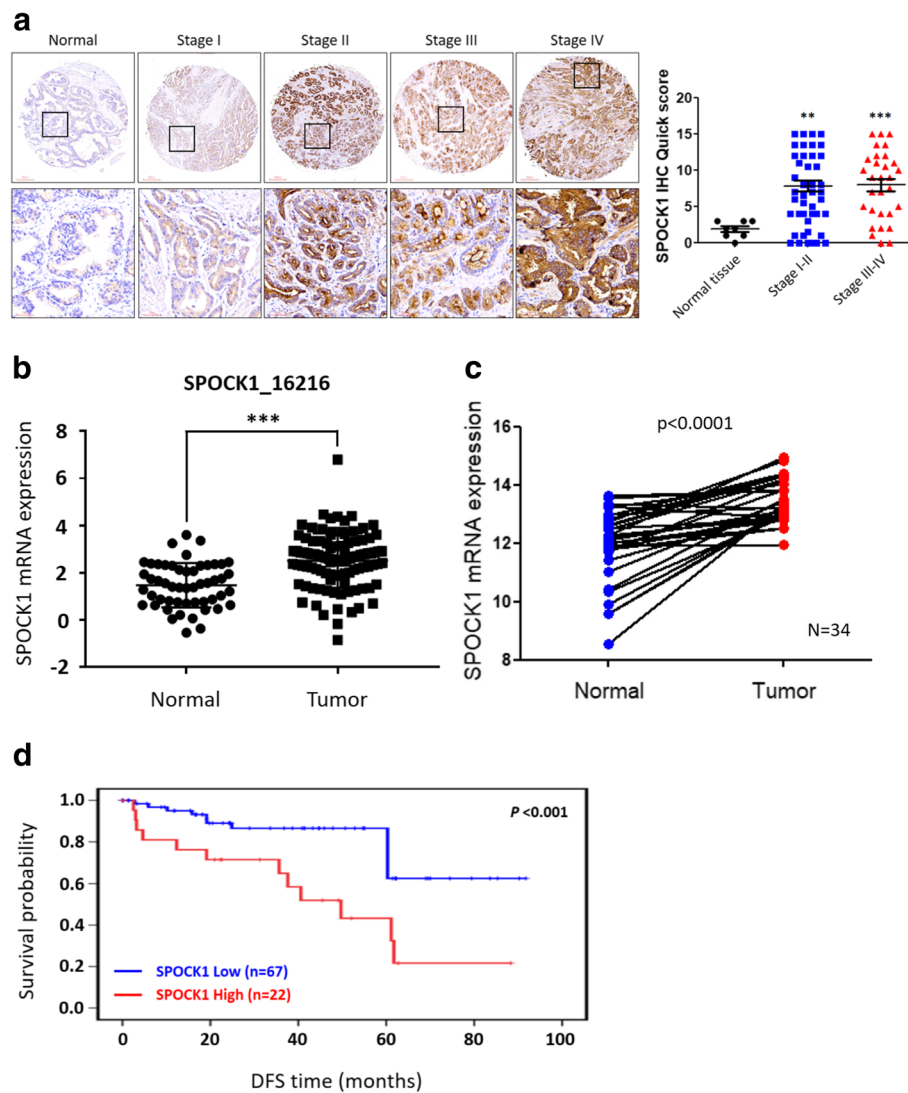 a
Normal
Stage I
Stage II
Stage III
Stage IV
SPOCK1 IHC Quick score
20
15
10
5
0
**
***
Normal tissue
Stage I-II
Stage III-IV
b
SPOCK1_16216
***
SPOCK1 mRNA expression
8
6
4
2
0
-2
Normal
Tumor
c
p<0.0001
SPOCK1 mRNA expression
16
14
12
10
8
N=34
Normal
Tumor
d
P <0.001
Survival probability
1.0
0.8
0.6
0.4
0.2
0.0
SPOCK1 Low (n=67)
SPOCK1 High (n=22)
0
20
40
60
80
100
DFS time (months)